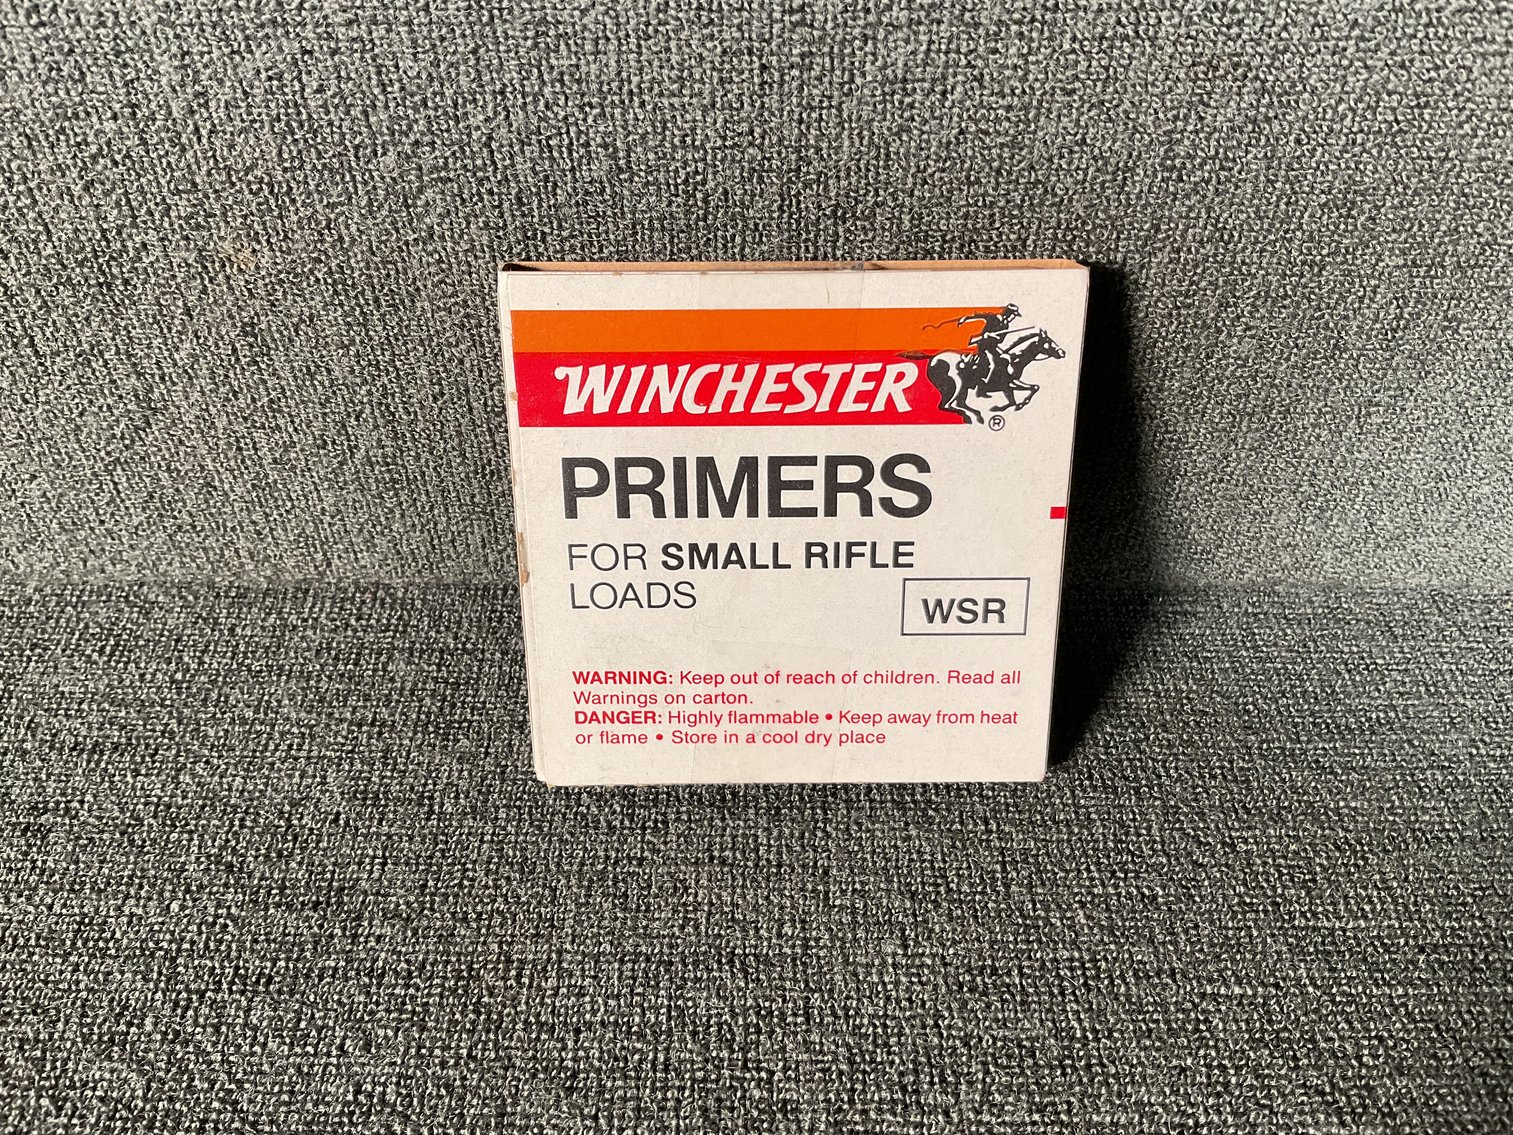 WINCHESTER
®
PRIMERS
FOR SMALL RIFLE
LOADS
WSR
WARNING: Keep out of reach of children. Read all
Warnings on carton.
DANGER: Highly flammable • Keep away from heat
or flame • Store in a cool dry place